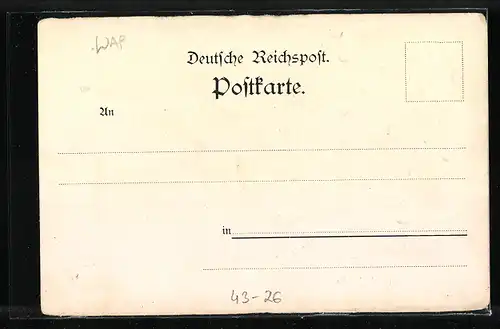 WAP
Deutsche Reichspost.
Postkarte.
An
in
43-26